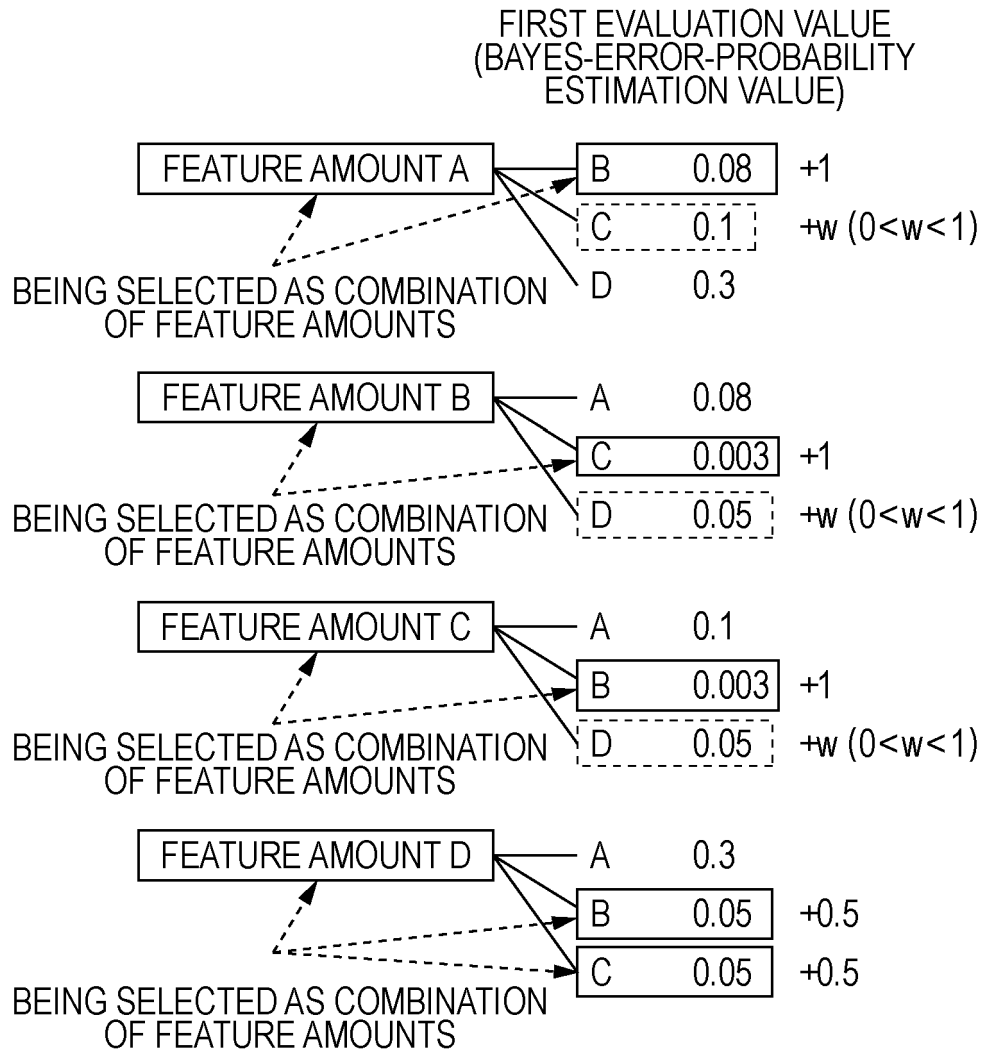 FIRST EVALUATION VALUE
(BAYES-ERROR-PROBABILITY
ESTIMATION VALUE)
FEATURE AMOUNT A
B 0.08 +1
C 0.1 +w (0<w<1)
D 0.3
BEING SELECTED AS COMBINATION
OF FEATURE AMOUNTS
FEATURE AMOUNT B
A 0.08
C 0.003 +1
D 0.05 +w (0<w<1)
BEING SELECTED AS COMBINATION
OF FEATURE AMOUNTS
FEATURE AMOUNT C
A 0.1
B 0.003 +1
D 0.05 +w (0<w<1)
BEING SELECTED AS COMBINATION
OF FEATURE AMOUNTS
FEATURE AMOUNT D
A 0.3
B 0.05 +0.5
C 0.05 +0.5
BEING SELECTED AS COMBINATION
OF FEATURE AMOUNTS